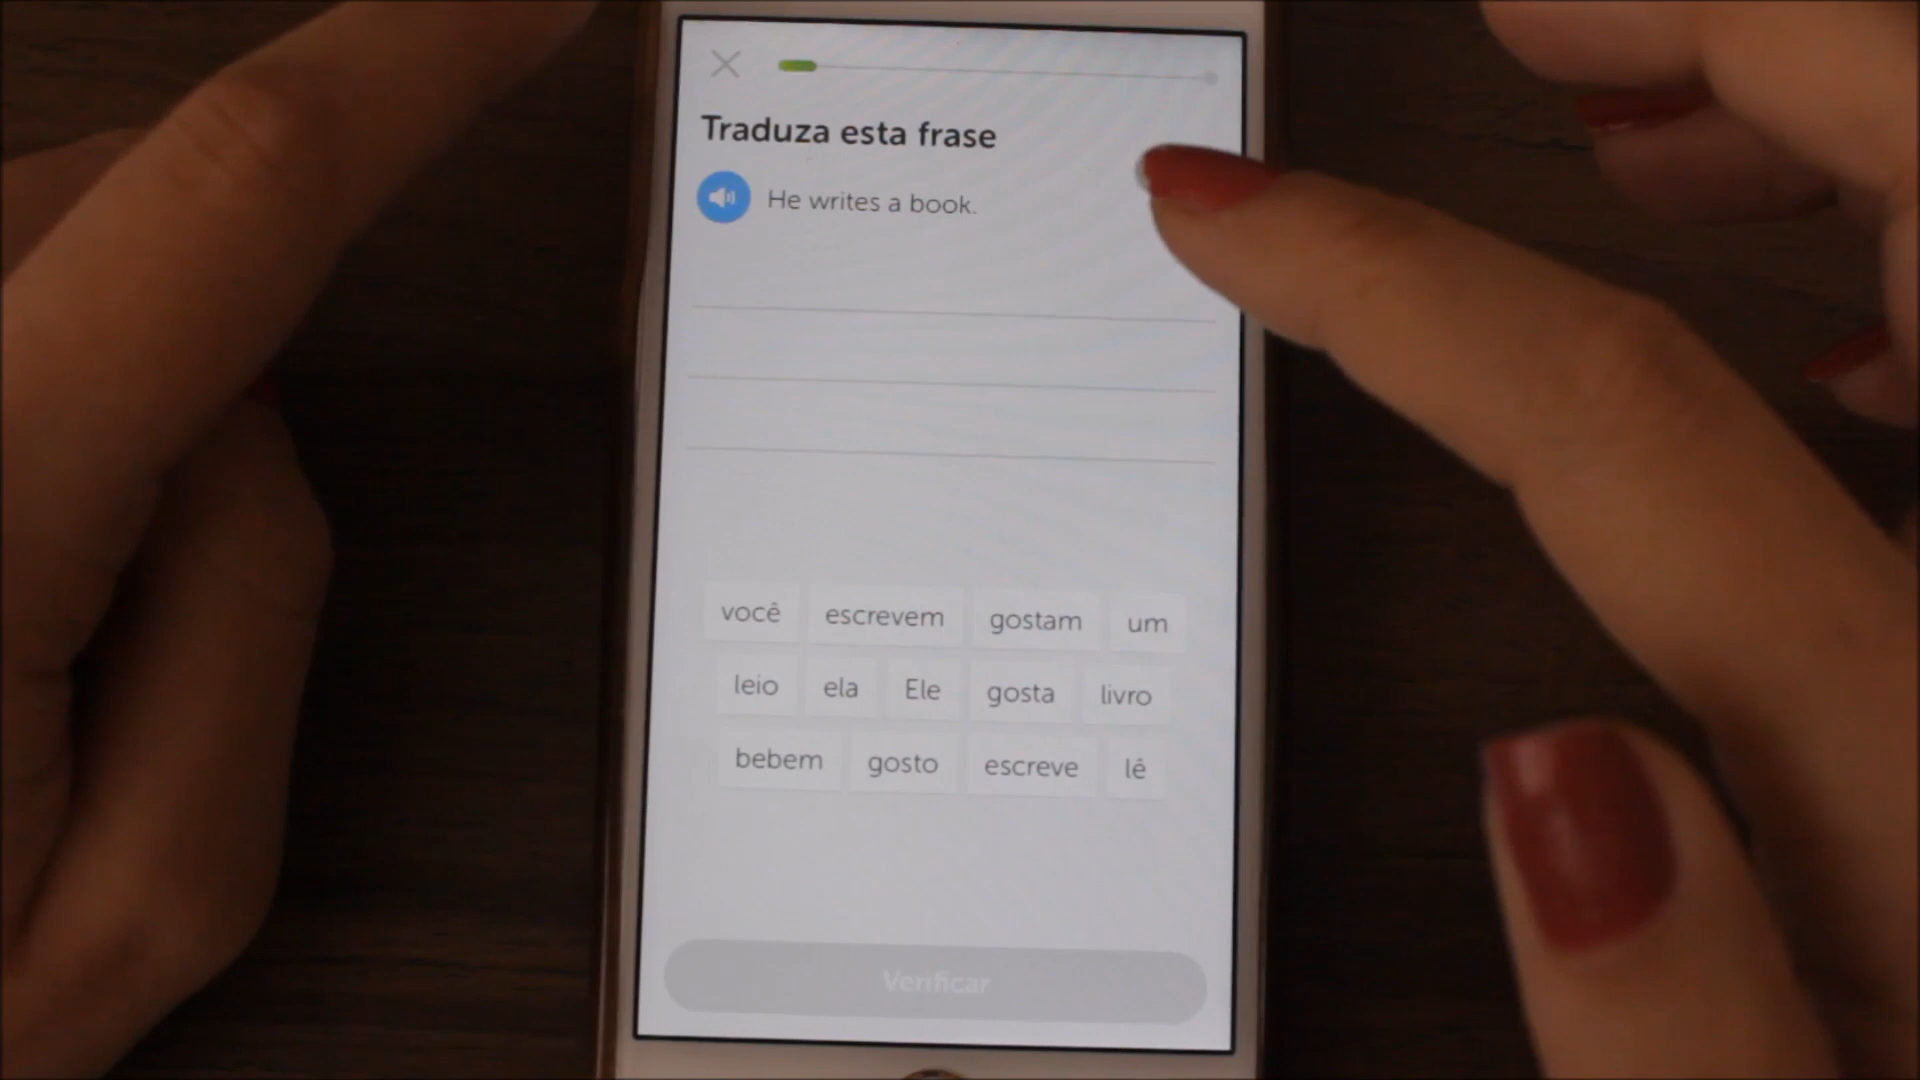 Traduza esta frase
He writes a book.
você escrevem gostam um
leio ela Ele gosta livro
bebem gosto escreve lê
Verificar